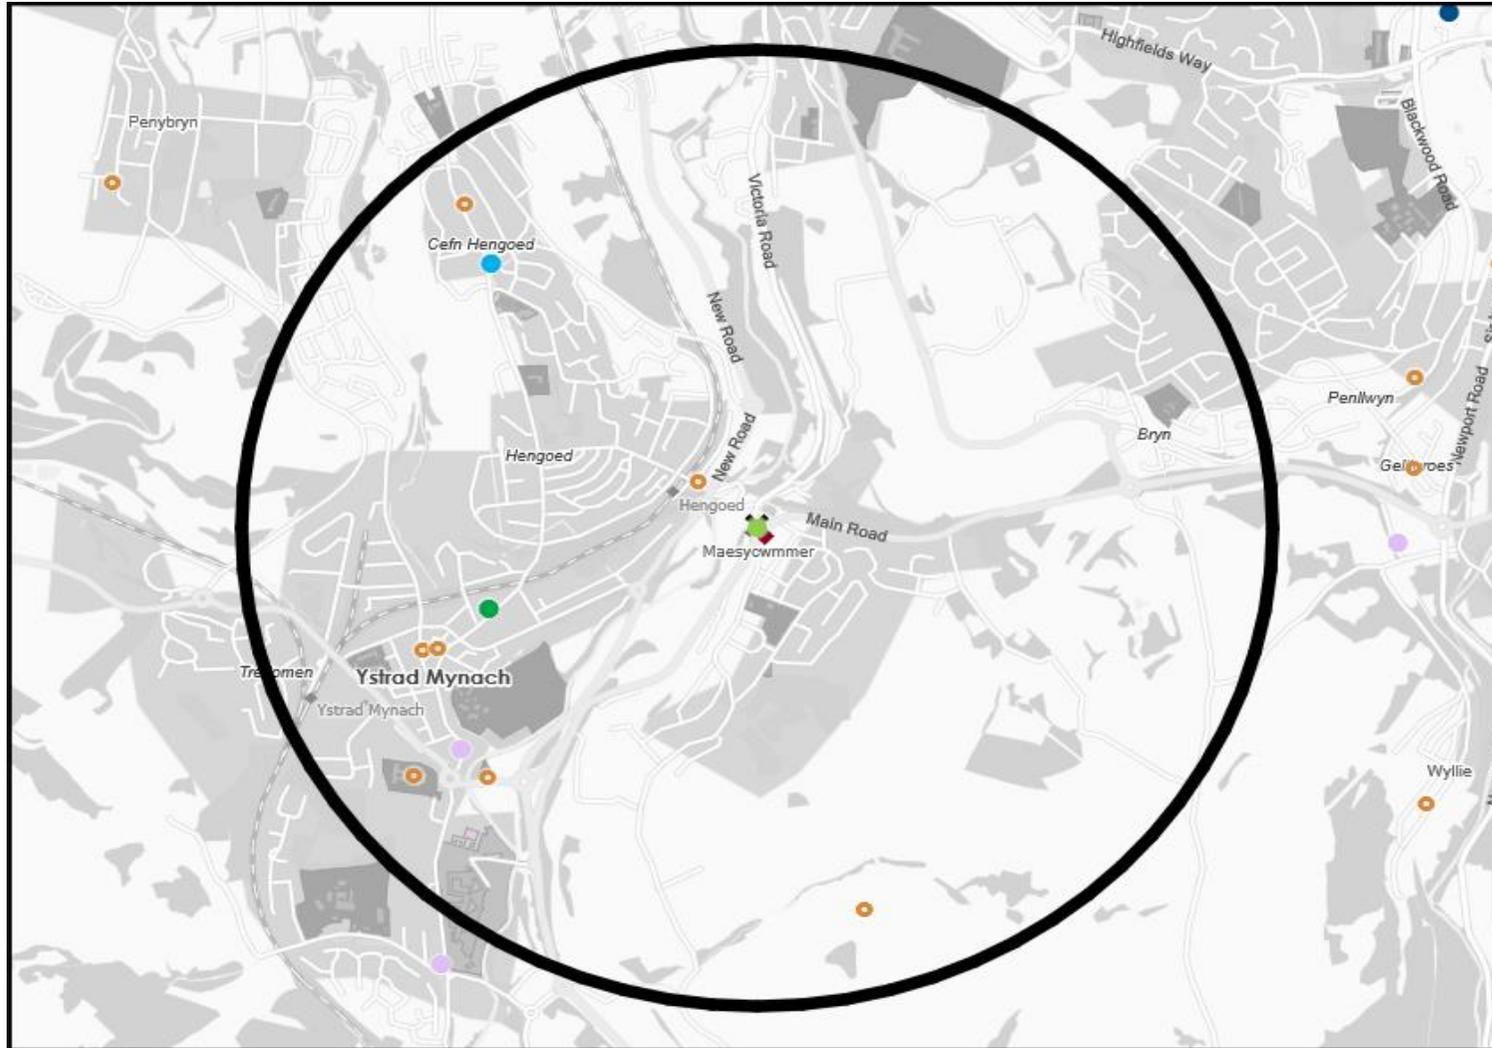 Highfields Way
Penybryn
Blackwood Road
Victoria Road
Cefn Hengoed
New Road
Penllwyn
Newport Road
New Road
Bryn
Hengoed
Hengoed
Main Road
Maesycwmmer
Ystrad Mynach
Ystrad Mynach
Wyllie